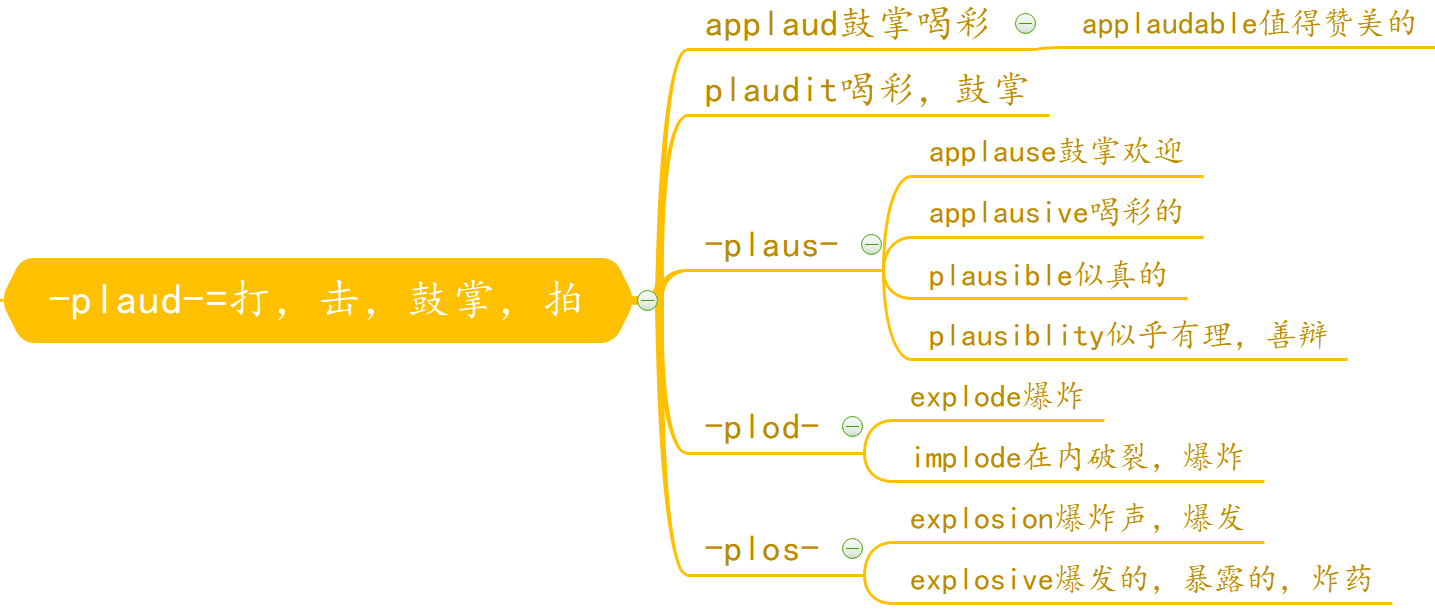 -plaud-=打，击，鼓掌，拍
applaud鼓掌喝彩
applaudable值得赞美的
plaudit喝彩，鼓掌
-plaus-
applause鼓掌欢迎
applausive喝彩的
plausible似真的
plausiblity似乎有理，善辩
-plod-
explode爆炸
implode在内破裂，爆炸
-plos-
explosion爆炸声，爆发
explosive爆发的，暴露的，炸药